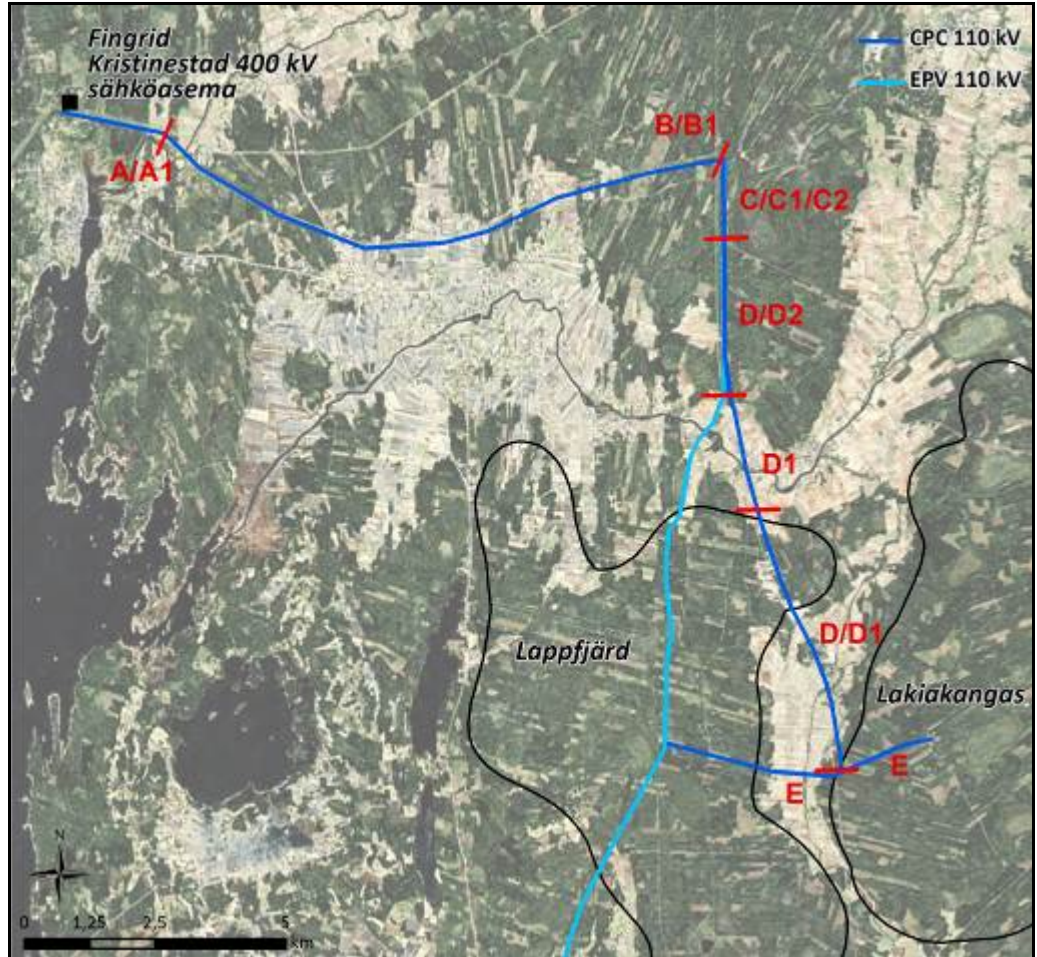 Fingrid
Kristinestad 400 kV
sähköasema
CPC 110 kV
EPV 110 kV
A/A1
B/B1
C/C1/C2
D/D2
D1
Lappfjärd
D/D1
Lakiakangas
E
E
N
0 1,25 2,5 5
km